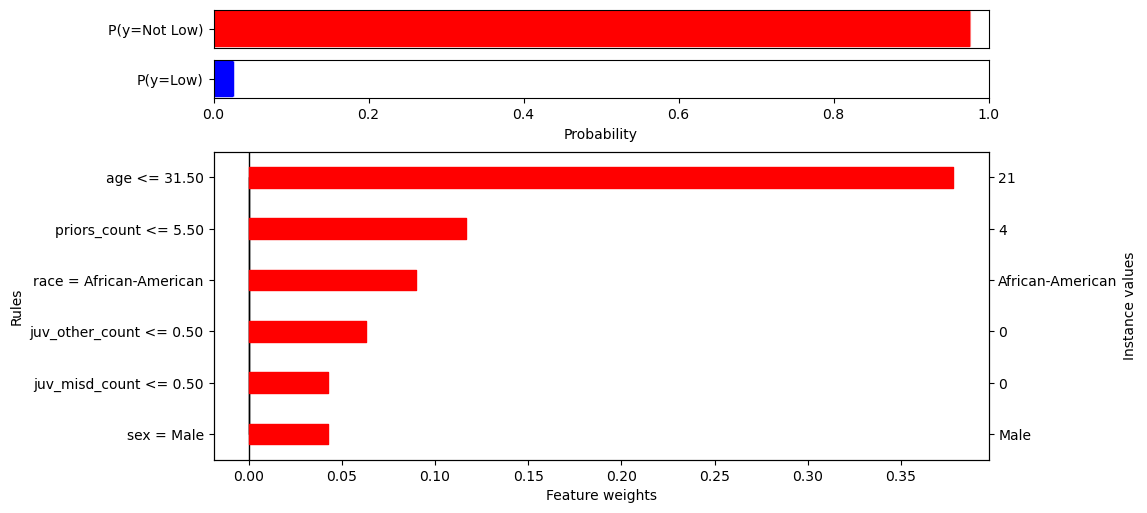 P(y=Not Low)
P(y=Low)
0.0 0.2 0.4 0.6 0.8 1.0
Probability
Rules
age <= 31.50 21
priors_count <= 5.50 4
race = African-American African-American
juv_other_count <= 0.50 0
juv_misd_count <= 0.50 0
sex = Male Male
Instance values
0.00 0.05 0.10 0.15 0.20 0.25 0.30 0.35
Feature weights